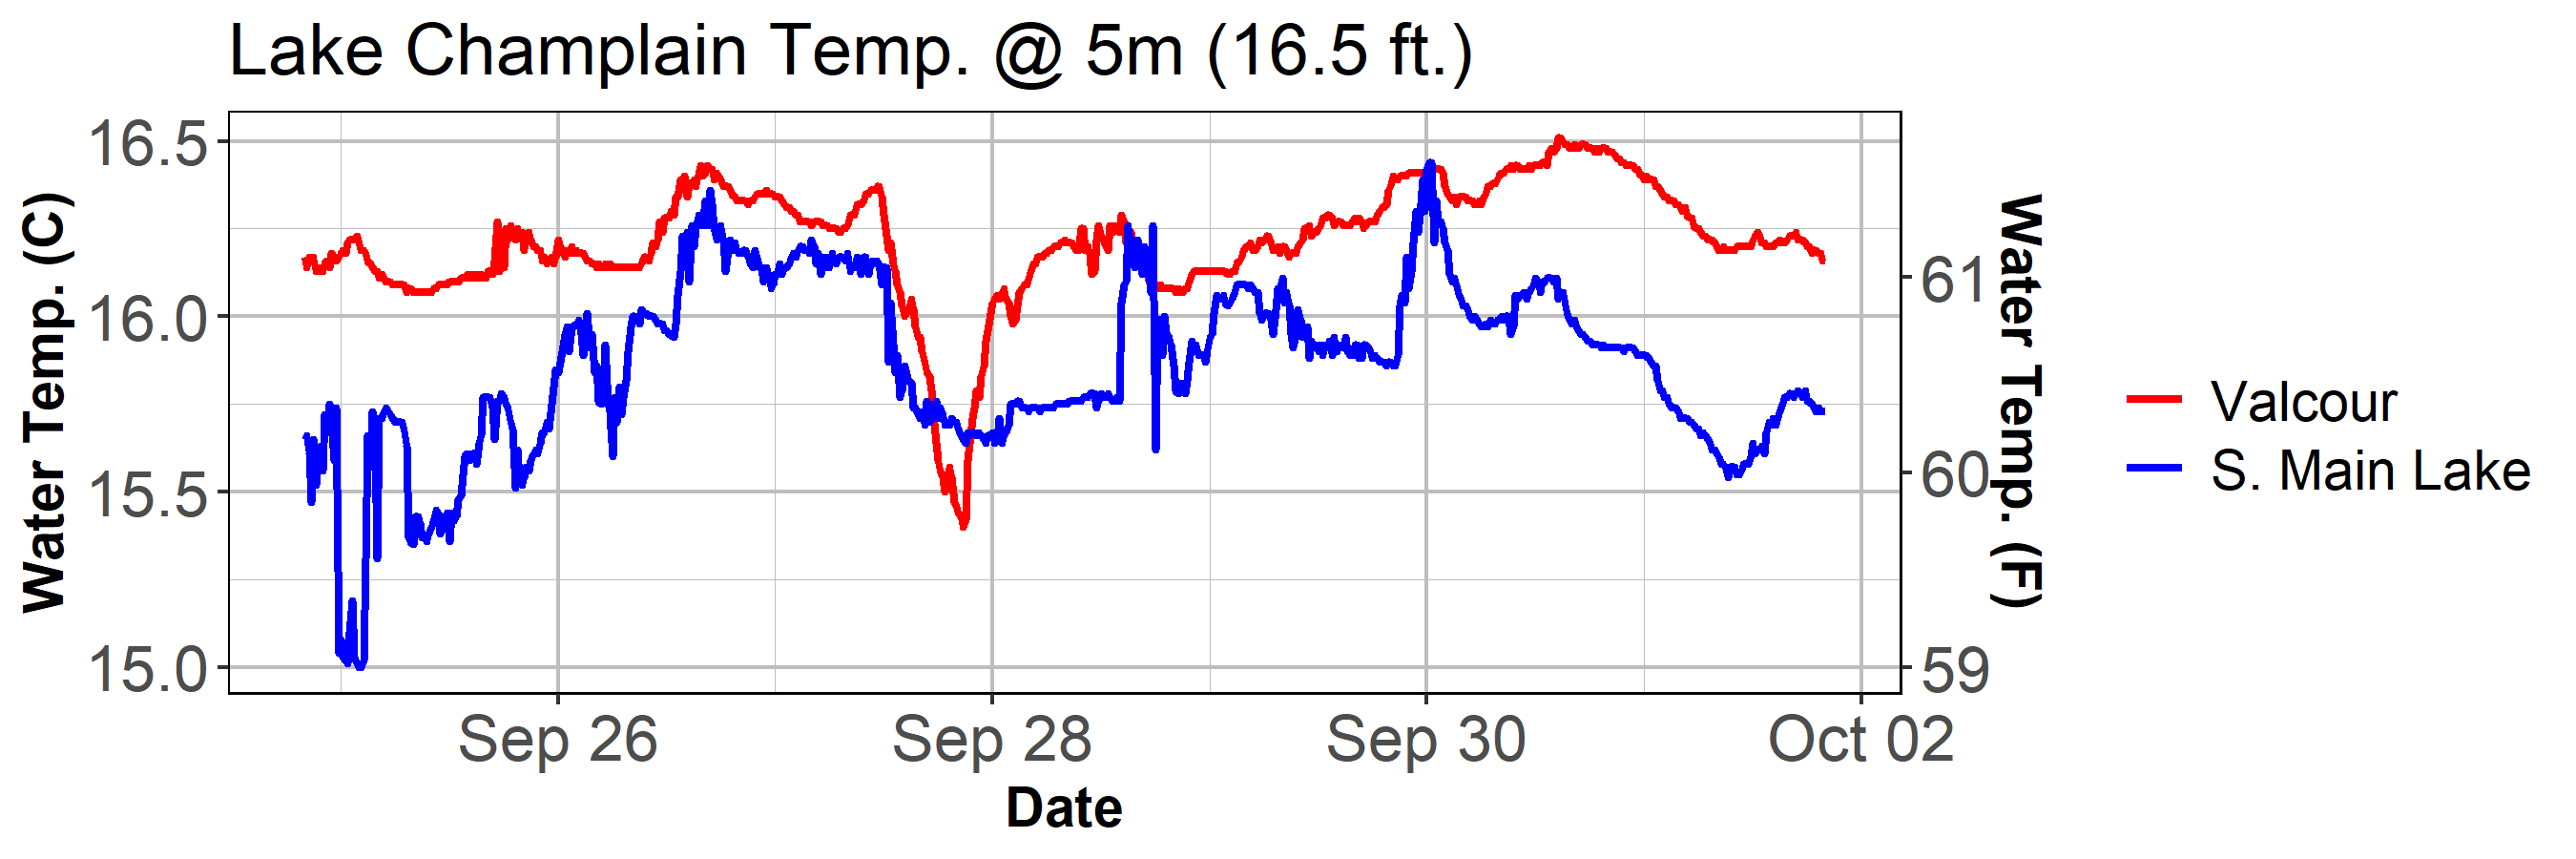 Lake Champlain Temp. @ 5m (16.5 ft.)
Water Temp. (C)
16.5
16.0
15.5
15.0
61
60
59
Water Temp. (F)
Sep 26
Sep 28
Sep 30
Oct 02
Date
Valcour
S. Main Lake